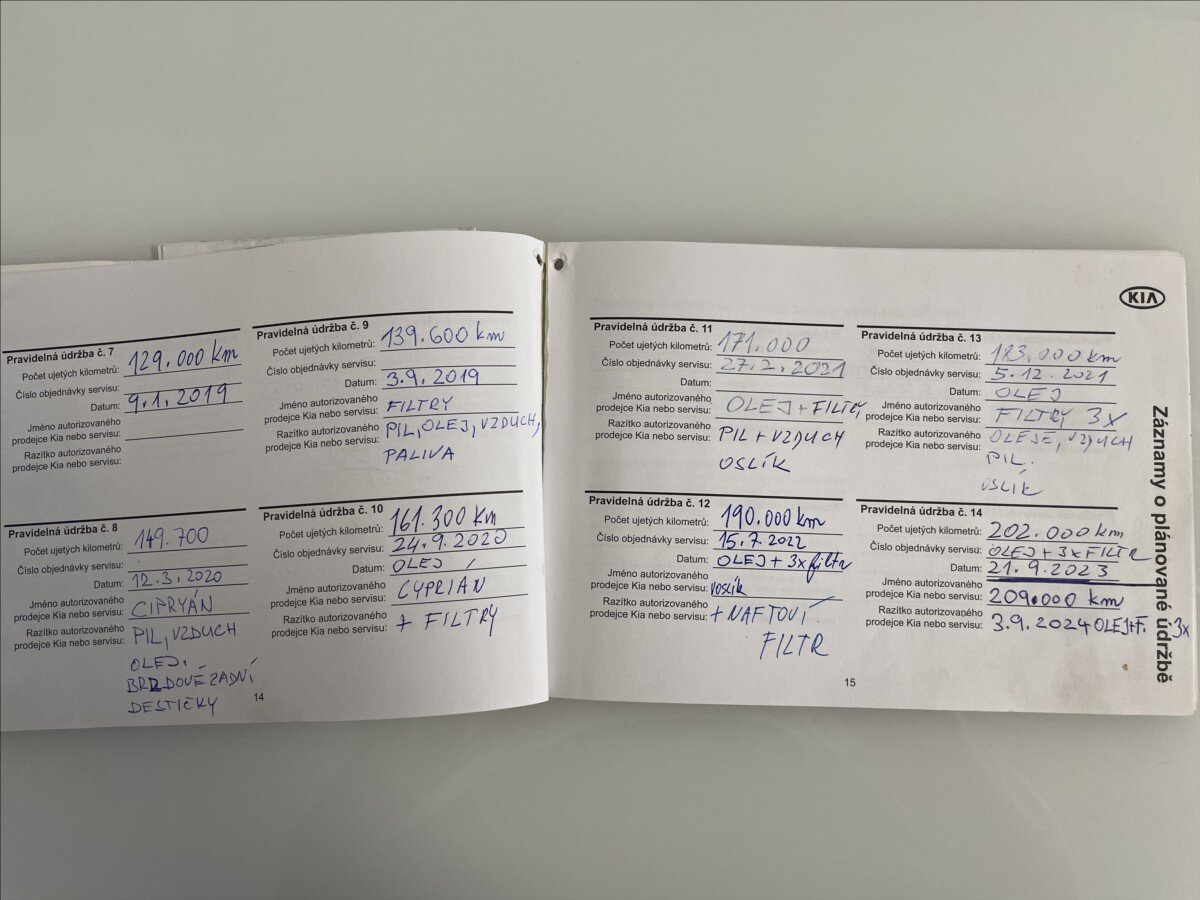 Pravidelná údržba č. 7
Počet ujetých kilometrů: 129.000 km
Číslo objednávky servisu:
Datum: 9.1.2019
Jméno autorizovaného
prodejce Kia nebo servisu:
Razítko autorizovaného
prodejce Kia nebo servisu:
Pravidelná údržba č. 8
Počet ujetých kilometrů: 149.700
Číslo objednávky servisu:
Datum: 12.3.2020
Jméno autorizovaného
prodejce Kia nebo servisu: CIPRYÁN
Razítko autorizovaného
prodejce Kia nebo servisu: PIL, VZDUCH
OLEJ,
BRZDOVÉ ZADNÍ
DESTIČKY
14
Pravidelná údržba č. 9
Počet ujetých kilometrů: 139.600 km
Číslo objednávky servisu:
Datum: 3.9.2019
Jméno autorizovaného
prodejce Kia nebo servisu: FILTRY
Razítko autorizovaného
prodejce Kia nebo servisu: PIL, OLEJ, VZDUCH,
PALIVA
Pravidelná údržba č. 10
Počet ujetých kilometrů: 161.300 km
Číslo objednávky servisu: 24.9.2020
Datum: OLEJ
Jméno autorizovaného
prodejce Kia nebo servisu: CYPRIÁN
Razítko autorizovaného
prodejce Kia nebo servisu: + FILTRY
Pravidelná údržba č. 11
Počet ujetých kilometrů: 171.000
Číslo objednávky servisu: 27.2.2021
Datum:
Jméno autorizovaného
prodejce Kia nebo servisu: OLEJ + FILTRY
Razítko autorizovaného
prodejce Kia nebo servisu: PIL + VZDUCH
OSLÍK
Pravidelná údržba č. 12
Počet ujetých kilometrů: 190.000 km
Číslo objednávky servisu: 15.7.2022
Datum: OLEJ + 3x filtr
Jméno autorizovaného
prodejce Kia nebo servisu: voslík
Razítko autorizovaného
prodejce Kia nebo servisu: + NAFTOVÍ
FILTR
15
KIA
Pravidelná údržba č. 13
Počet ujetých kilometrů: 183.000 km
Číslo objednávky servisu: 5.12.2021
Datum: OLEJ
Jméno autorizovaného
prodejce Kia nebo servisu: FILTRY 3X
Razítko autorizovaného
prodejce Kia nebo servisu: OLEJE, VZDUCH
PIL.
OSLÍK
Pravidelná údržba č. 14
Počet ujetých kilometrů: 202.000 km
Číslo objednávky servisu: OLEJ + 3x FILTR
Datum: 21.9.2023
Jméno autorizovaného
prodejce Kia nebo servisu: 209.000 km
Razítko autorizovaného
prodejce Kia nebo servisu: 3.9.2024 OLEJ+F. 3x
Záznamy o plánované údržbě